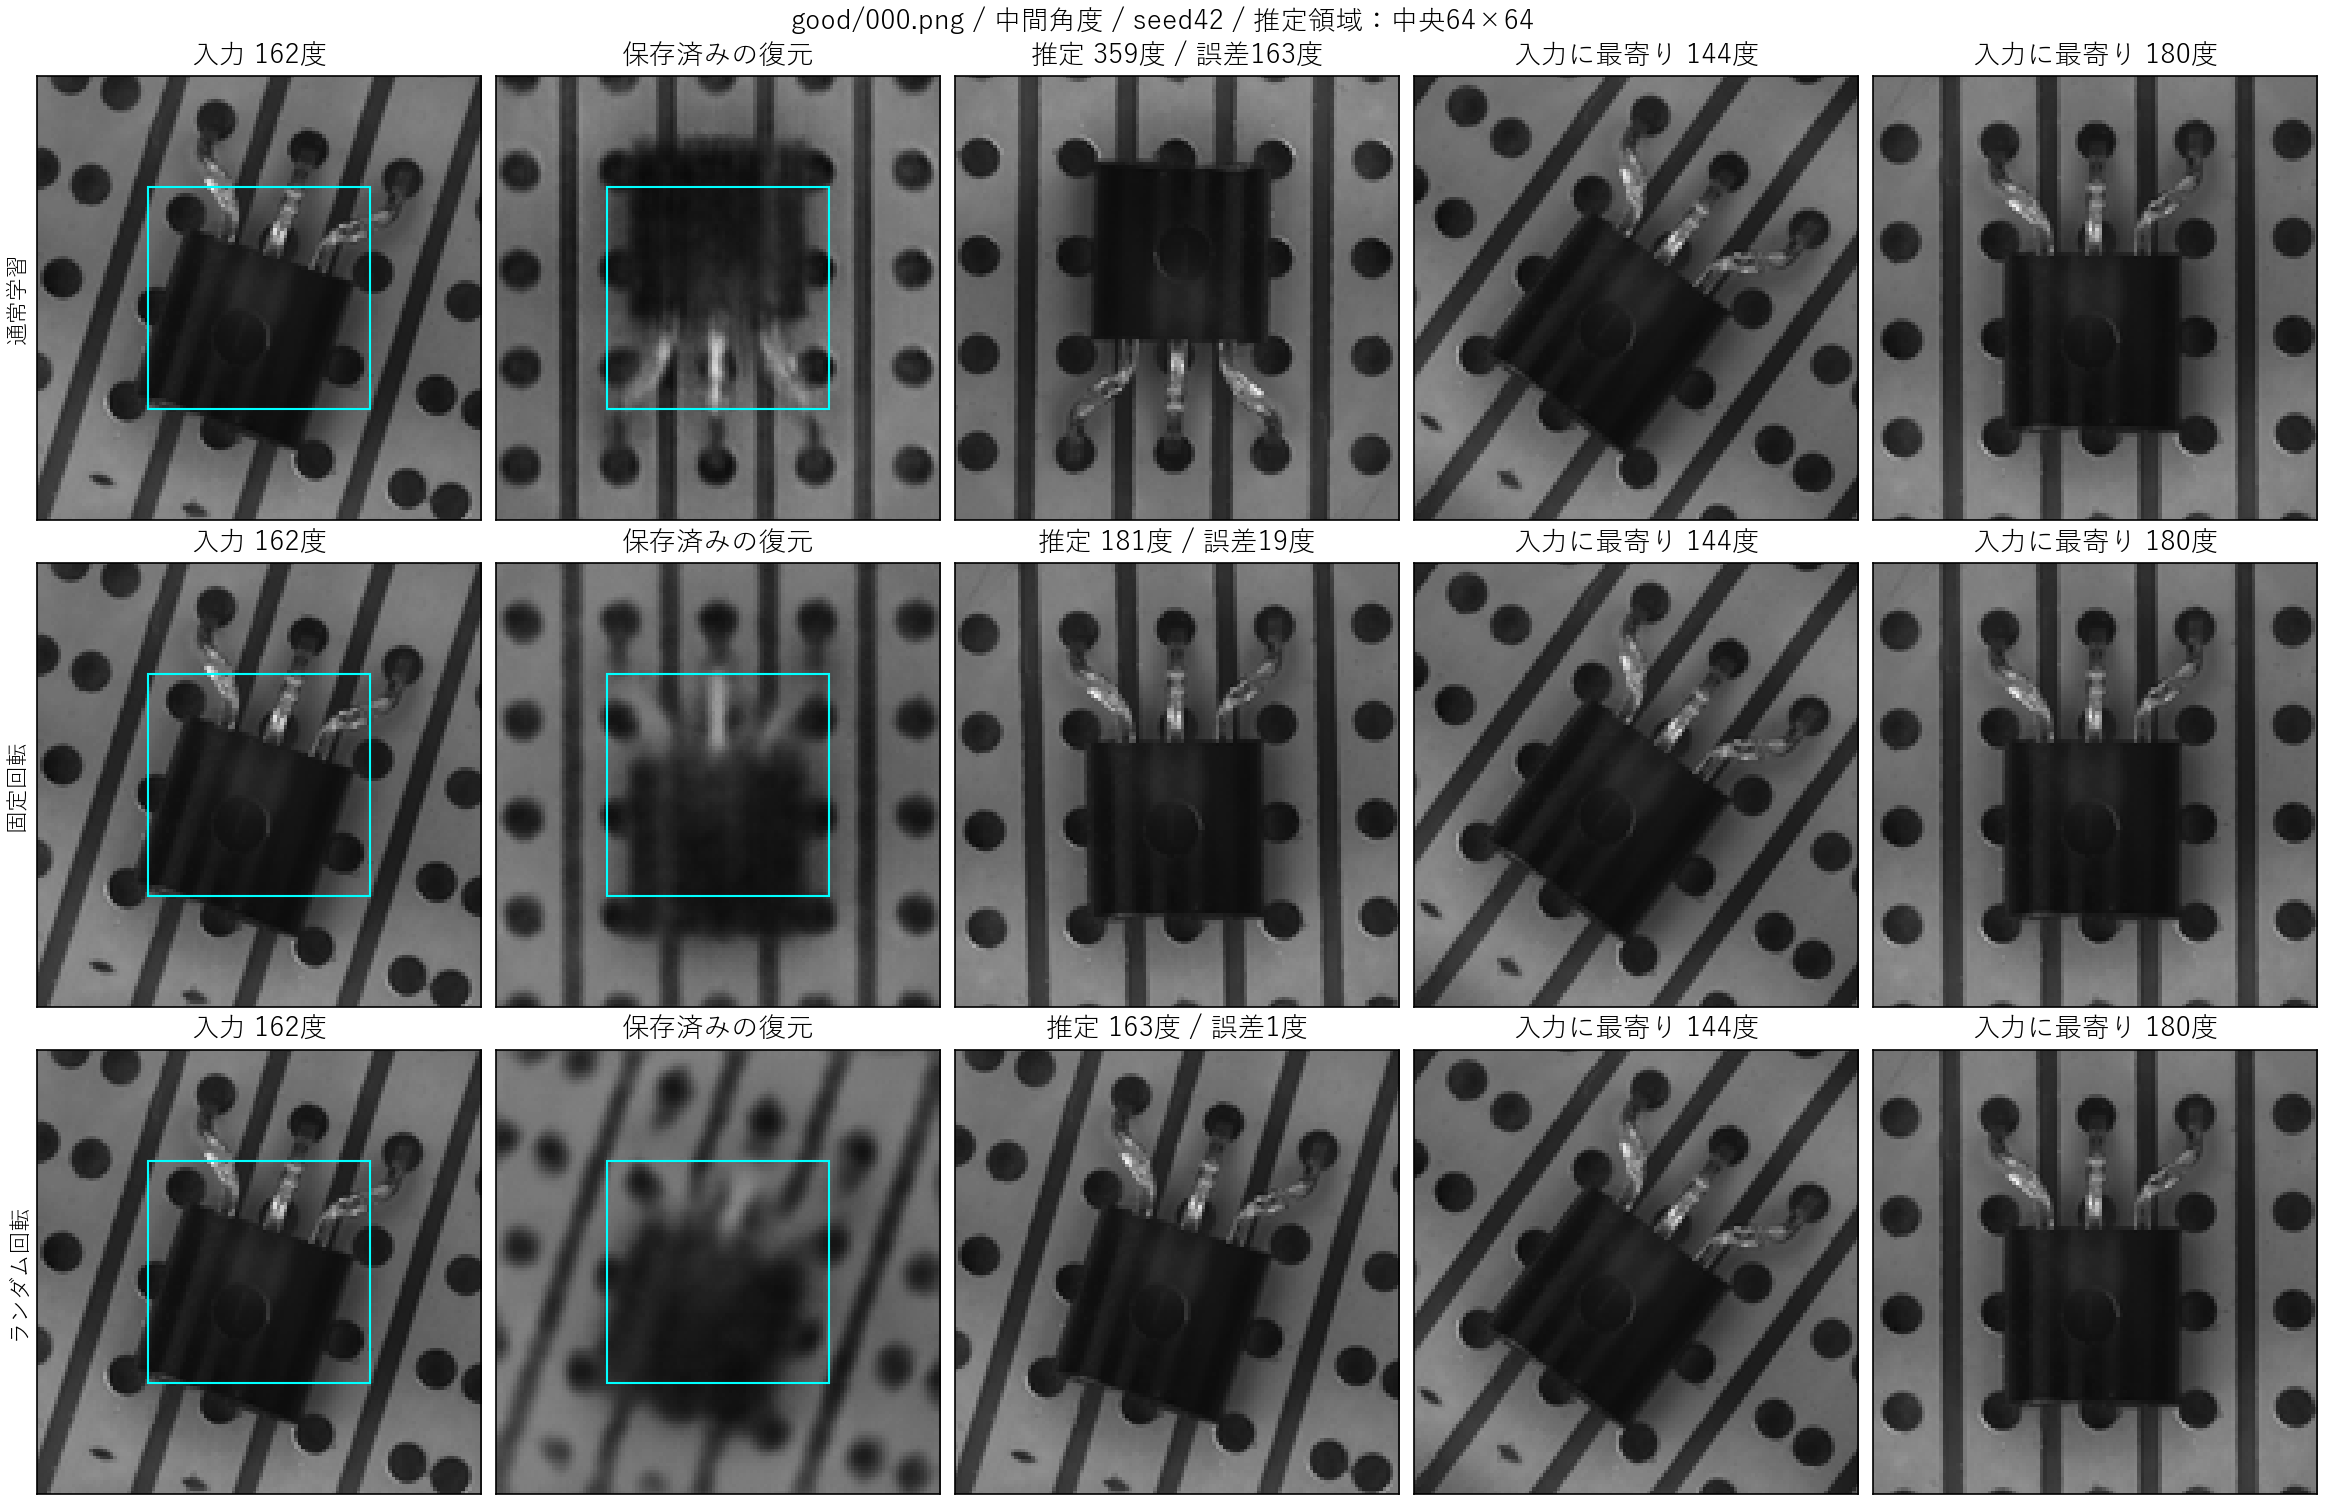 good/000.png / 中間角度 / seed42 / 推定領域：中央64×64
入力 162度
保存済みの復元
推定 359度 / 誤差163度
入力に最寄り 144度
入力に最寄り 180度
通常学習
入力 162度
保存済みの復元
推定 181度 / 誤差19度
入力に最寄り 144度
入力に最寄り 180度
固定回転
入力 162度
保存済みの復元
推定 163度 / 誤差1度
入力に最寄り 144度
入力に最寄り 180度
ランダム回転